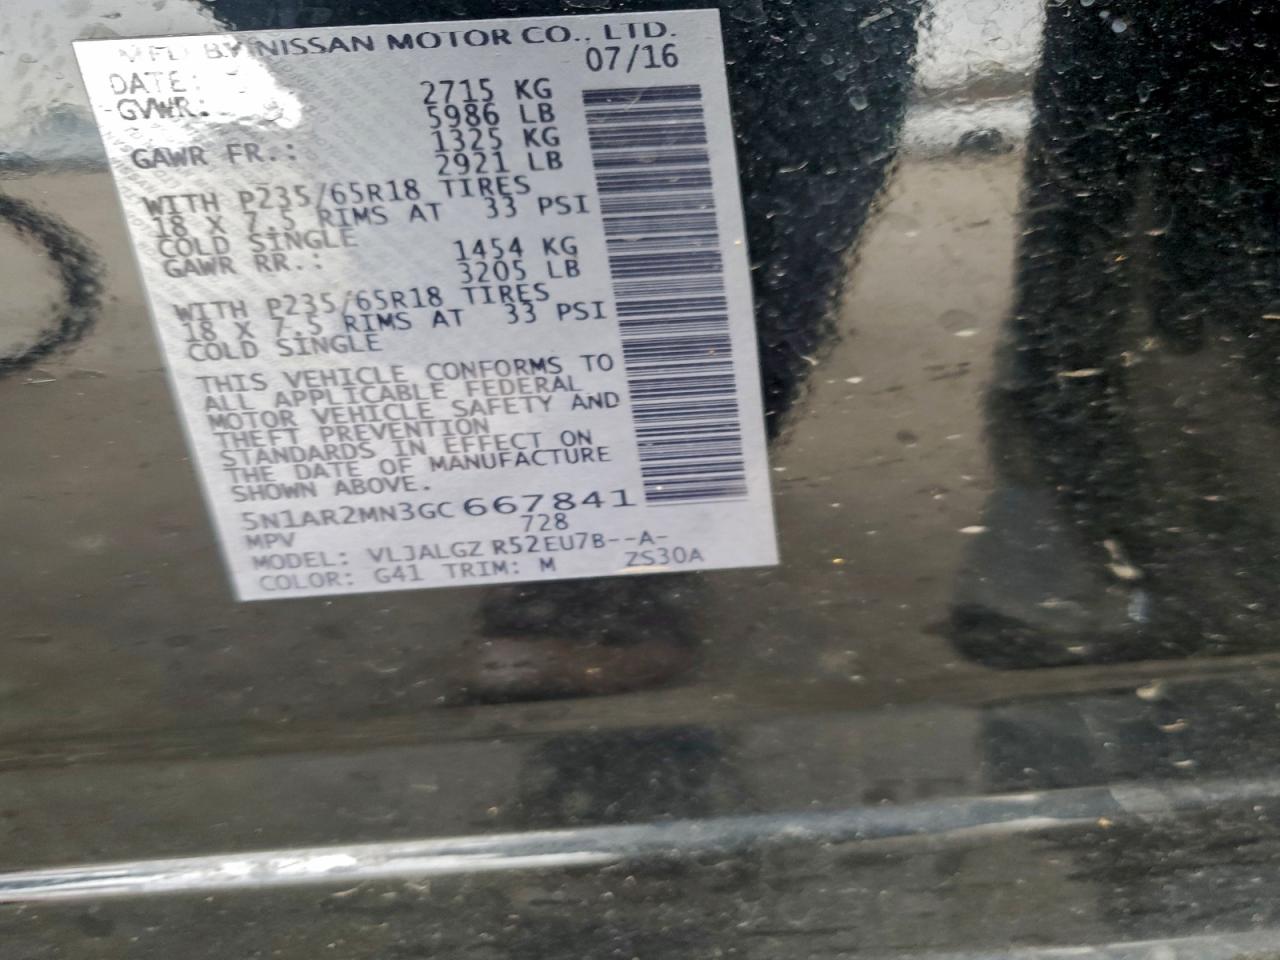 MFD BY NISSAN MOTOR CO., LTD.
DATE: 07/16
GVWR: 2715 KG
5986 LB
GAWR FR.: 1325 KG
2921 LB
WITH P235/65R18 TIRES
18 X 7.5 RIMS AT 33 PSI
COLD SINGLE
GAWR RR.: 1454 KG
3205 LB
WITH P235/65R18 TIRES
18 X 7.5 RIMS AT 33 PSI
COLD SINGLE
THIS VEHICLE CONFORMS TO
ALL APPLICABLE FEDERAL
MOTOR VEHICLE SAFETY AND
THEFT PREVENTION
STANDARDS IN EFFECT ON
THE DATE OF MANUFACTURE
SHOWN ABOVE.
5N1AR2MN3GC667841
MPV 728
MODEL: VLJALGZ R52EU7B--A-
COLOR: G41 TRIM: M ZS30A